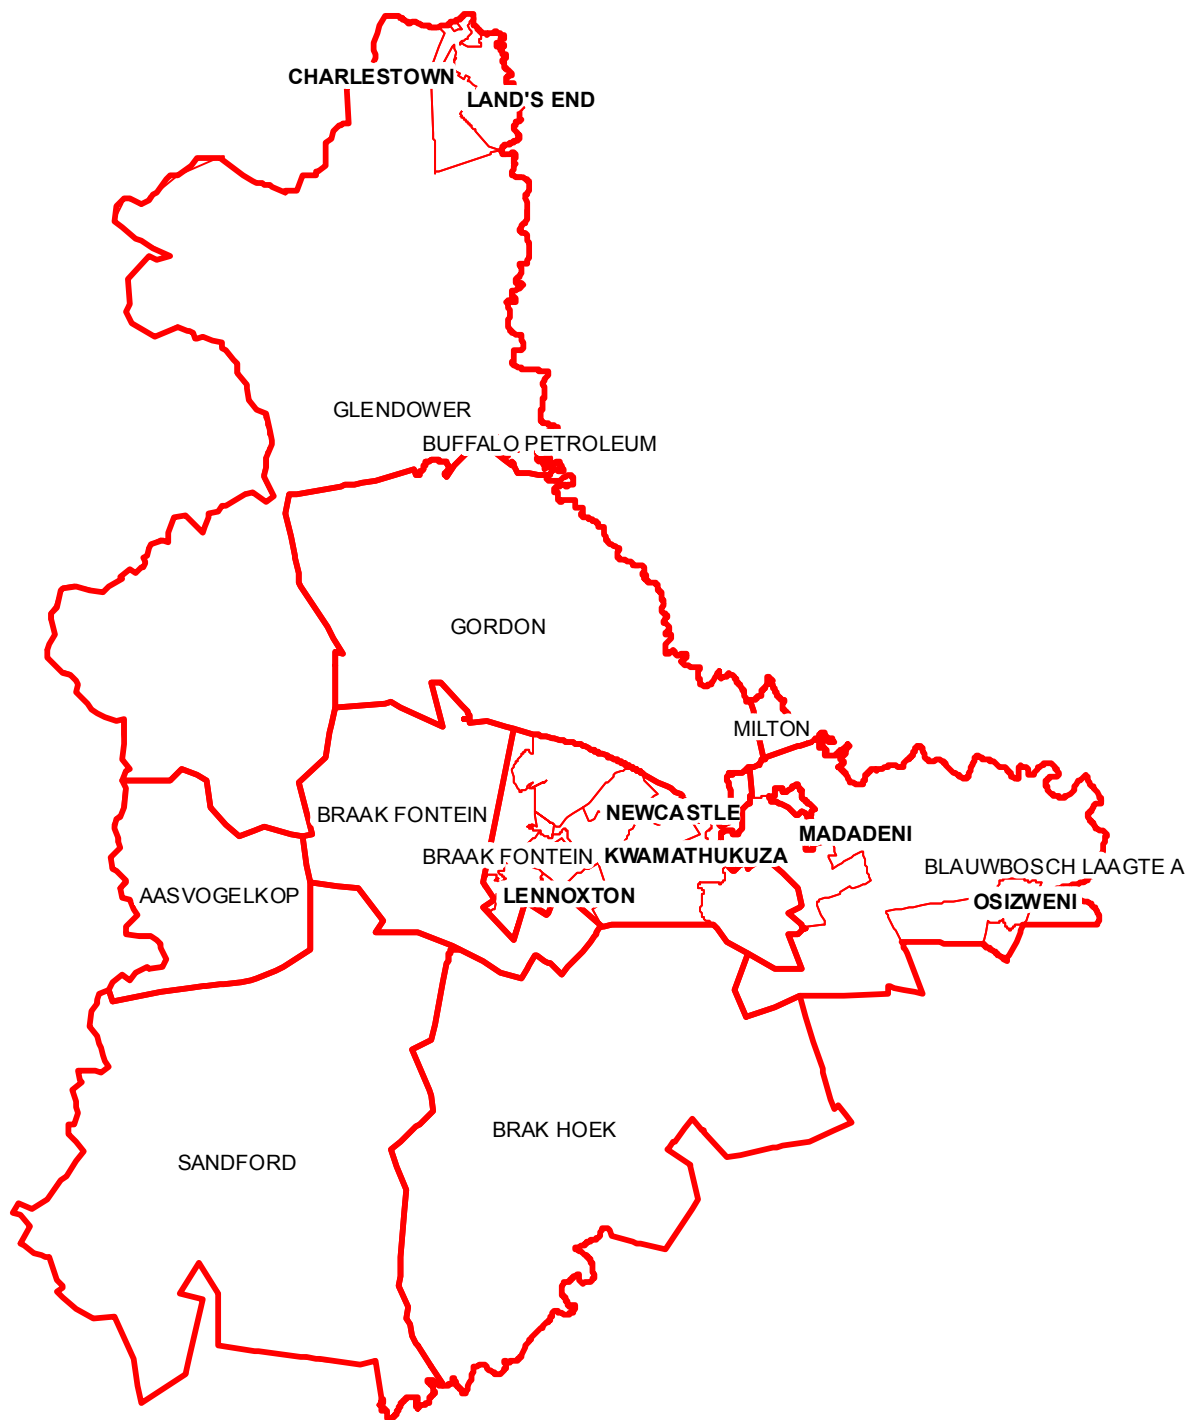 CHARLESTOWN
LAND'S END
GLENDOWER
BUFFALO PETROLEUM
GORDON
MILTON
BRAAK FONTEIN
NEWCASTLE
MADADENI
BRAAK FONTEIN
KWAMATHUKUZA
BLAUWBOSCH LAAGTE A
AASVOGELKOP
LENNOXTON
OSIZWENI
BRAK HOEK
SANDFORD